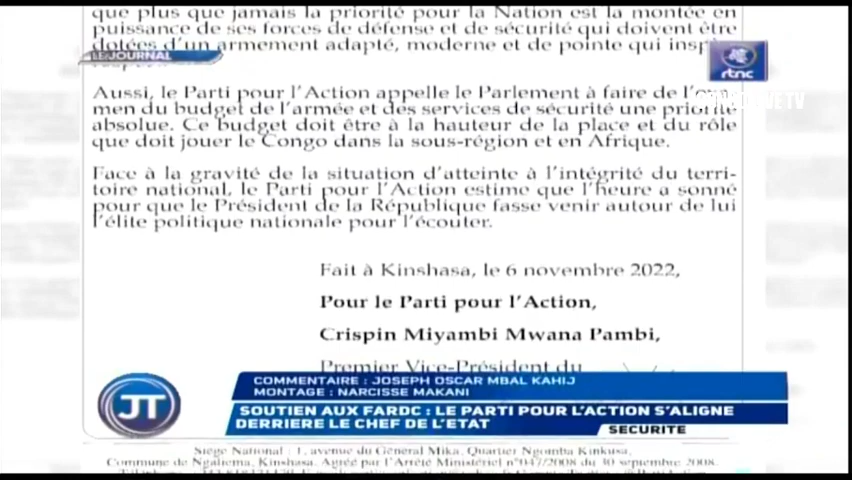 que plus que jamais la priorité pour la Nation est la montée en
puissance de ses forces de défense et de sécurité qui doivent être
dotées d'un armement adapté, moderne et de pointe qui
LE JOURNAL
rtnc
Aussi, le Parti pour l'Action appelle le Parlement à faire de
men du budget de l'armée et des services de sécurité une priorité
absolue. Ce budget doit être à la hauteur de la place et du rôle
que doit jouer le Congo dans la sous-région et en Afrique.
Face à la gravité de la situation d'atteinte à l'intégrité du terri-
toire national, le Parti pour l'Action estime que l'heure a sonné
pour que le Président de la République fasse venir autour de lui
l'élite politique nationale pour l'écouter.
Fait à Kinshasa, le 6 novembre 2022,
Pour le Parti pour l'Action,
Crispin Miyambi Mwana Pambi,
Premier Vice-Président du
JT
COMMENTAIRE : JOSEPH OSCAR MBAL KAHIJ
MONTAGE : NARCISSE MAKANI
SOUTIEN AUX FARDC : LE PARTI POUR L'ACTION S'ALIGNE
DERRIERE LE CHEF DE L'ETAT
SECURITE
Siège National : 1, avenue du Général Mika, Quartier Ngomba Kinkusa,
Commune de Ngaliema, Kinshasa. Agréé par l'Arrêté Ministériel n°047/2008 du 30 septembre 2008